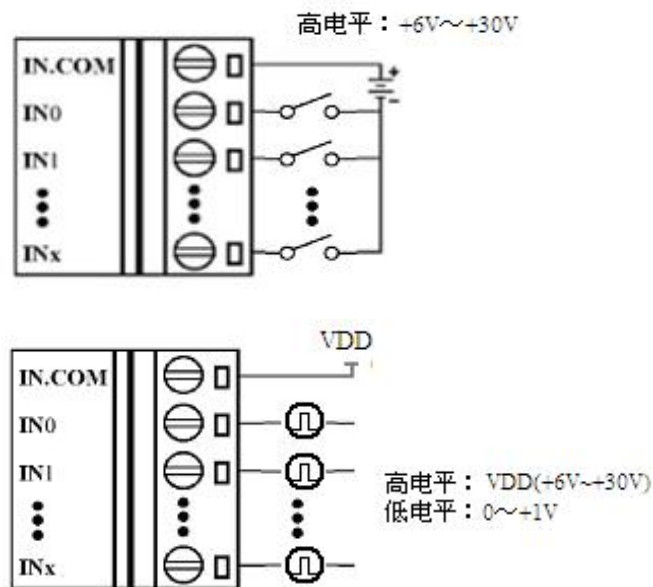 高电平：+6V～+30V
IN.COM
+
IN0
-
IN1
INx
VDD
IN.COM
IN0
IN1
高电平：VDD(+6V~+30V)
低电平：0～+1V
INx